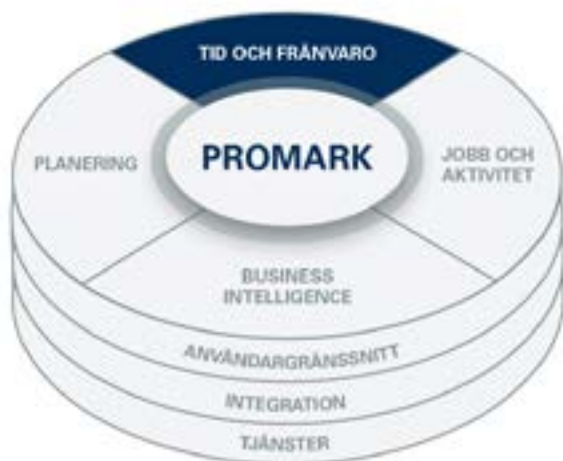 TID OCH FRÅNVARO
PLANERING
PROMARK
JOBB OCH
AKTIVITET
BUSINESS
INTELLIGENCE
ANVÄNDARGRÄNSSNITT
INTEGRATION
TJÄNSTER